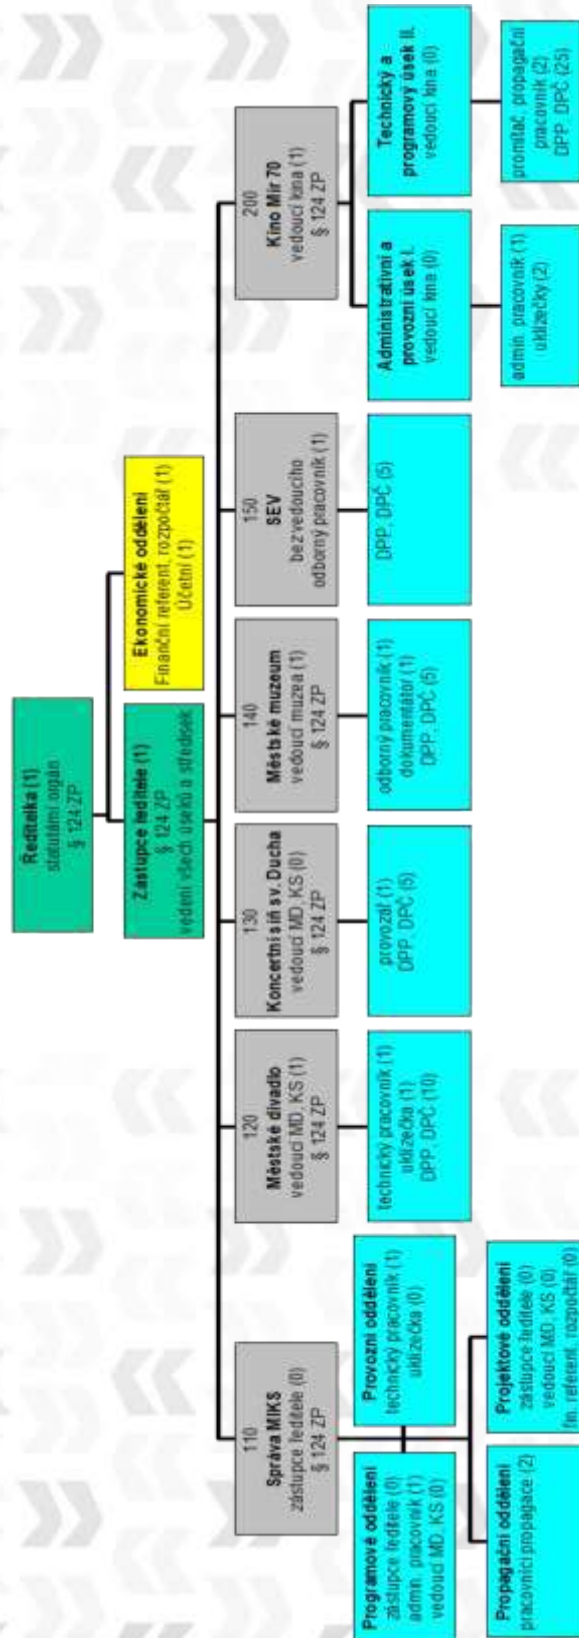 Ředitelka (1)
statutární orgán
§ 124 ZP
Zástupce ředitele (1)
§ 124 ZP
vedení všech úseků a středisek
Ekonomické oddělení
Finanční referent, rozpočtář (1)
Účetní (1)
110
Správa MIKS
zástupce ředitele (0)
§ 124 ZP
120
Městské divadlo
vedoucí MD, KS (1)
§ 124 ZP
130
Koncertní síň sv. Ducha
vedoucí MD, KS (0)
§ 124 ZP
140
Městské muzeum
vedoucí muzea (1)
§ 124 ZP
150
SEV
bez vedoucího
odborný pracovník (1)
200
Kino Mír 70
vedoucí kina (1)
§ 124 ZP
Programové oddělení
zástupce ředitele (0)
admin. pracovník (1)
vedoucí MD, KS (0)
Provozní oddělení
technický pracovník (1)
uklízečka (0)
technický pracovník (1)
uklízečka (1)
DPP, DPČ (10)
provozář (1)
DPP, DPČ (5)
odborný pracovník (1)
dokumentátor (1)
DPP, DPČ (5)
DPP, DPČ (5)
Administrativní a
provozní úsek I.
vedoucí kina (0)
Technický a
programový úsek II.
vedoucí kina (0)
Propagační oddělení
pracovníci propagace (2)
Projektové oddělení
zástupce ředitele (0)
vedoucí MD, KS (0)
fin. referent, rozpočtář (0)
admin. pracovník (1)
uklízečky (2)
promítač, propagační
pracovník (2)
DPP, DPČ (25)